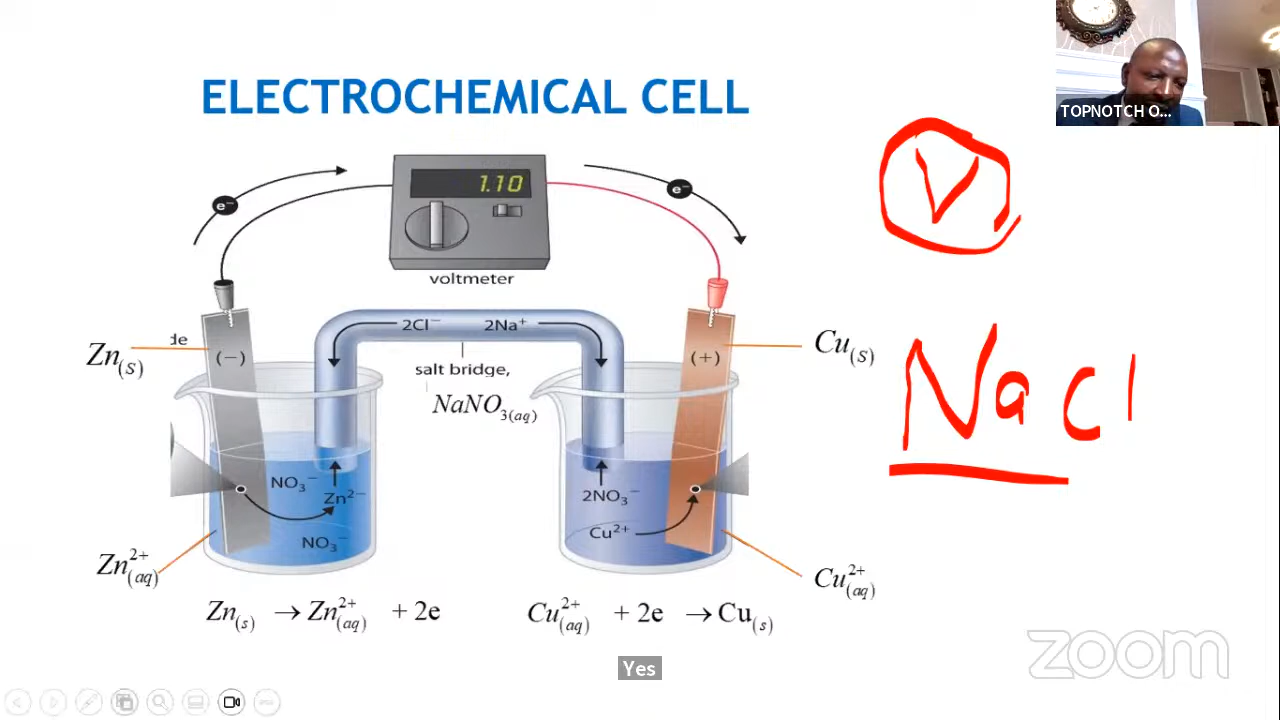 ELECTROCHEMICAL CELL
TOPNOTCH O...
V
e⁻
1.10
e⁻
voltmeter
2Cl⁻
2Na⁺
de
Zn(s)
(−)
(+)
Cu(s)
salt bridge,
NaNO3(aq)
NaCl
NO₃⁻
Zn²⁻
NO₃⁻
2NO₃⁻
Cu²⁺
Zn²⁺(aq)
Cu²⁺(aq)
Zn(s) → Zn²⁺(aq) + 2e
Cu²⁺(aq) + 2e → Cu(s)
zoom
Yes